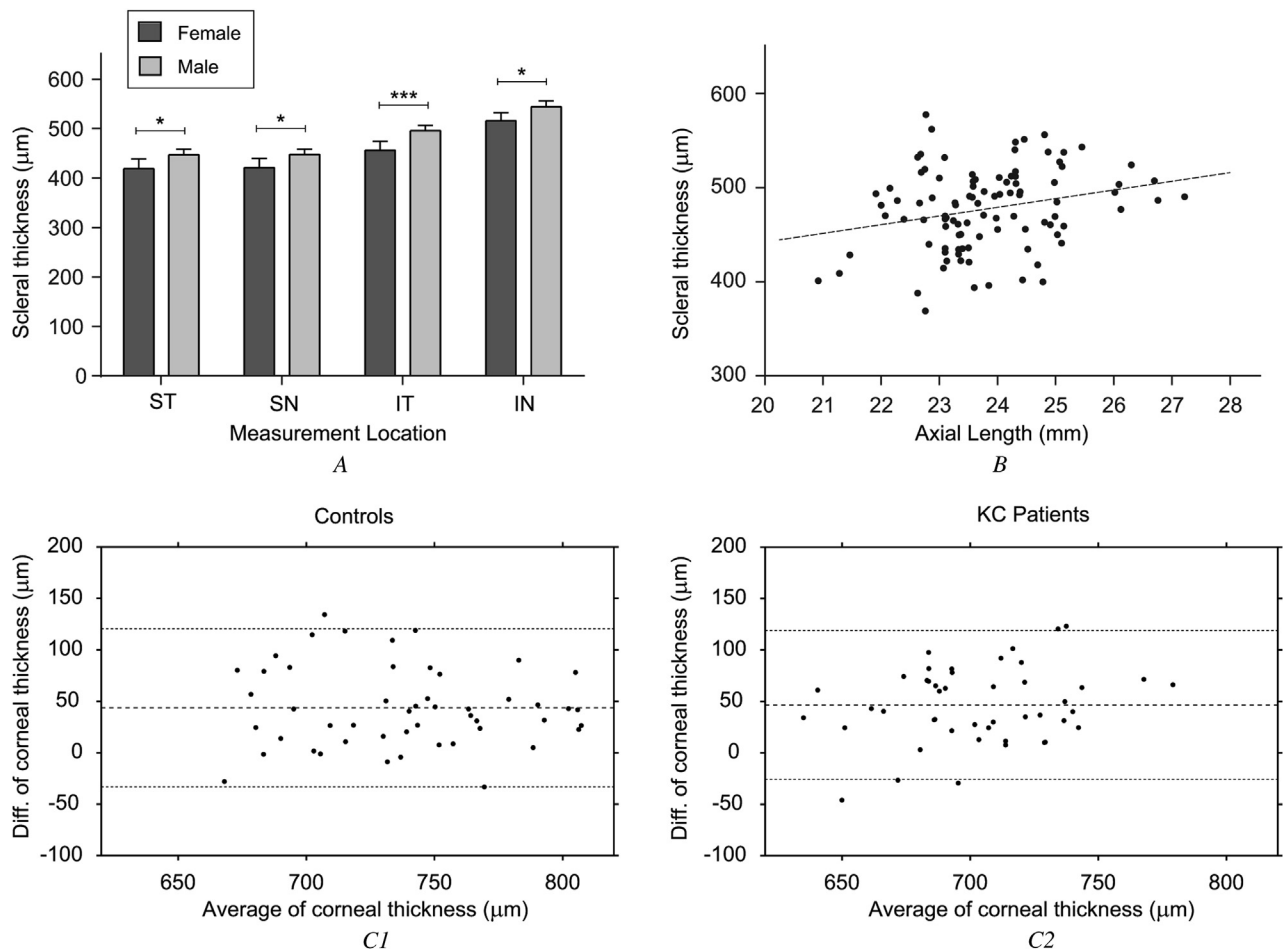 Female
Male
Scleral thickness (μm)
600
500
400
300
200
100
0
*
*
***
*
ST SN IT IN
Measurement Location
A
Scleral thickness (μm)
600
500
400
300
20 21 22 23 24 25 26 27 28
Axial Length (mm)
B
Controls
Diff. of corneal thickness (μm)
200
150
100
50
0
-50
-100
650 700 750 800
Average of corneal thickness (μm)
C1
KC Patients
Diff. of corneal thickness (μm)
200
150
100
50
0
-50
-100
650 700 750 800
Average of corneal thickness (μm)
C2